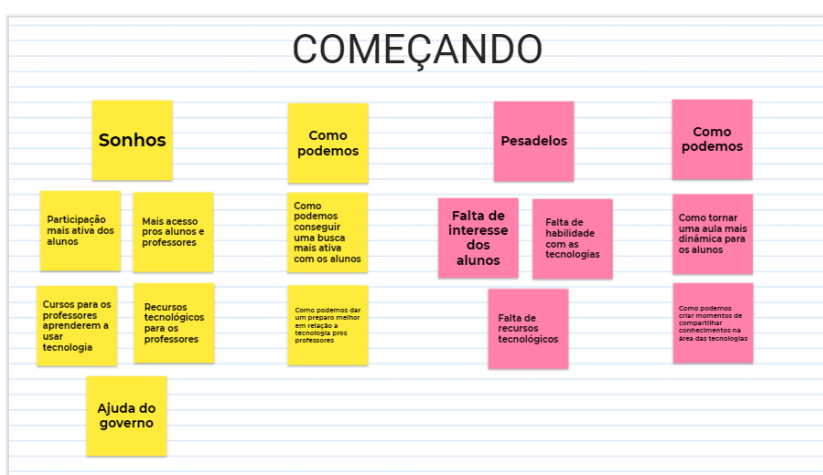 COMEÇANDO
Sonhos
Participação
mais ativa dos
alunos
Mais acesso
pros alunos e
professores
Cursos para os
professores
aprenderem a
usar
tecnologia
Recursos
tecnológicos
para os
professores
Ajuda do
governo
Como
podemos
Como
podemos
conseguir
uma busca
mais ativa
com os alunos
Como podemos dar
um preparo melhor
em relação a
tecnologia pros
professores
Pesadelos
Falta de
interesse
dos
alunos
Falta de
habilidade
com as
tecnologias
Falta de
recursos
tecnológicos
Como
podemos
Como tornar
uma aula mais
dinâmica para
os alunos
Como podemos
criar momentos de
compartilhar
conhecimentos na
área das tecnologias